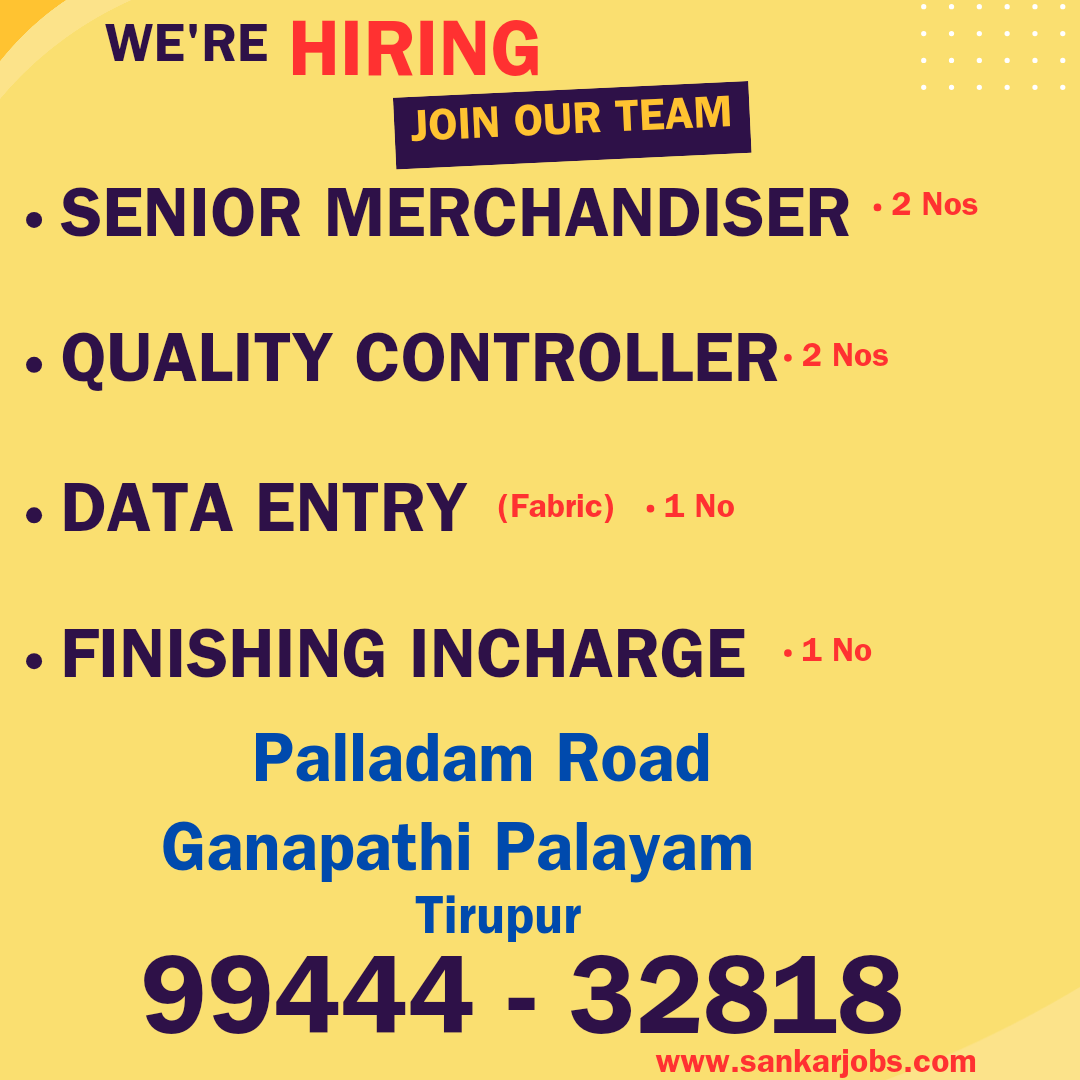 WE'RE HIRING
JOIN OUR TEAM
• SENIOR MERCHANDISER • 2 Nos
• QUALITY CONTROLLER • 2 Nos
• DATA ENTRY (Fabric) • 1 No
• FINISHING INCHARGE • 1 No
Palladam Road
Ganapathi Palayam
Tirupur
99444 - 32818
www.sankarjobs.com